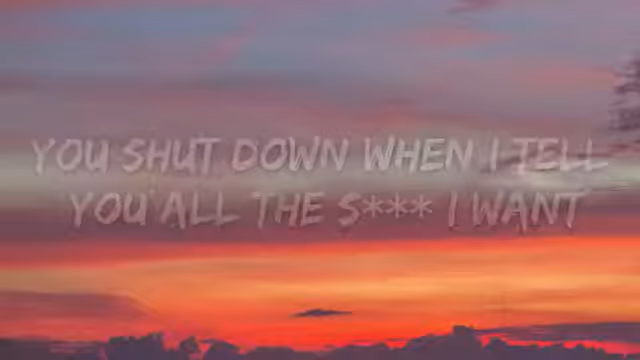 YOU SHUT DOWN WHEN I TELL
YOU ALL THE S*** I WANT